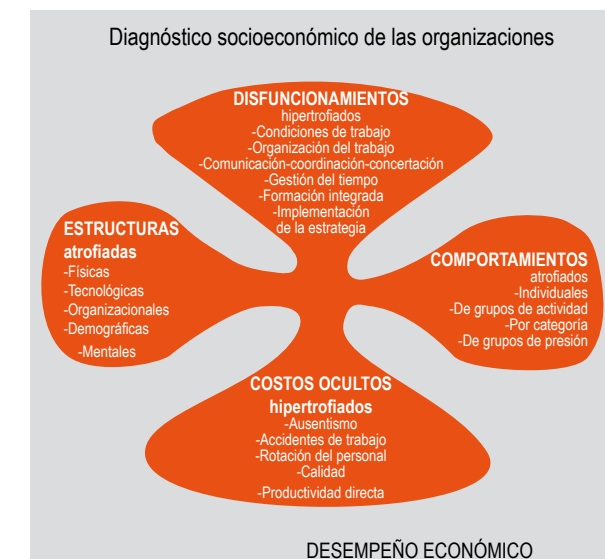 Diagnóstico socioeconómico de las organizaciones
DISFUNCIONAMIENTOS
hipertrofiados
-Condiciones de trabajo
-Organización del trabajo
-Comunicación-coordinación-concertación
-Gestión del tiempo
-Formación integrada
-Implementación
de la estrategia
ESTRUCTURAS
atrofiadas
-Físicas
-Tecnológicas
-Organizacionales
-Demográficas
-Mentales
COMPORTAMIENTOS
atrofiados
-Individuales
-De grupos de actividad
-Por categoría
-De grupos de presión
COSTOS OCULTOS
hipertrofiados
-Ausentismo
-Accidentes de trabajo
-Rotación del personal
-Calidad
-Productividad directa
DESEMPEÑO ECONÓMICO